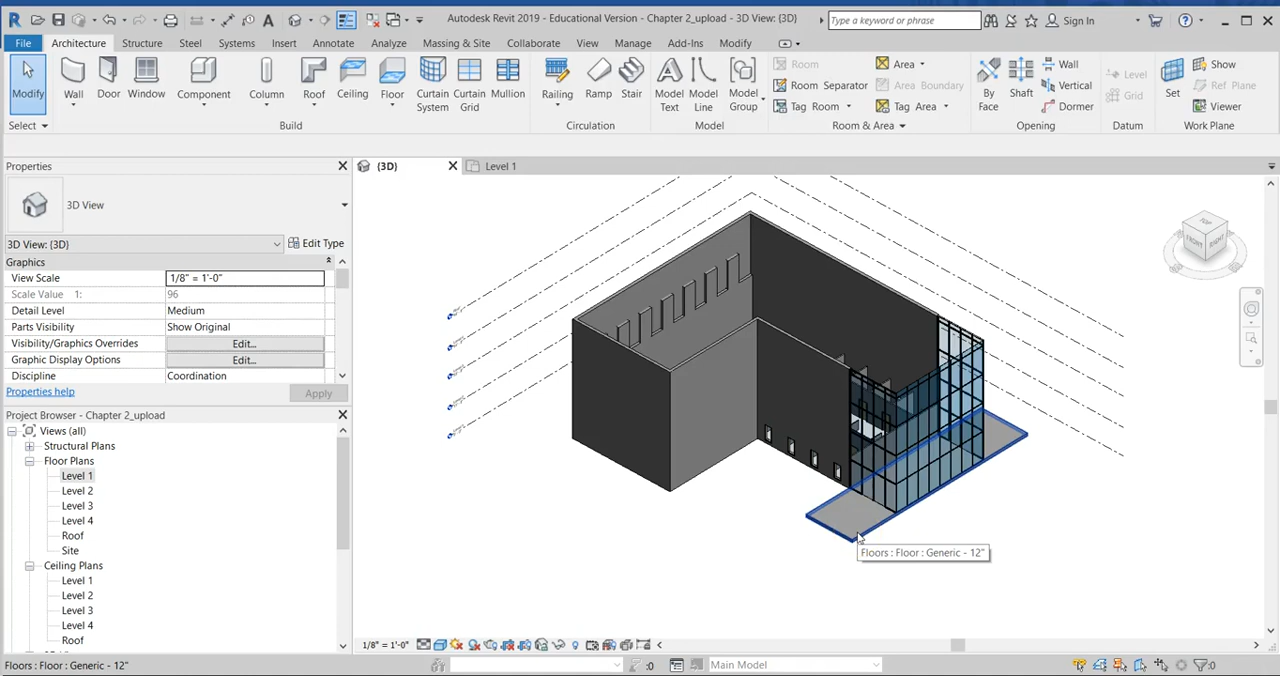 Autodesk Revit 2019 - Educational Version - Chapter 2_upload - 3D View: {3D}
Type a keyword or phrase
Sign In
File Architecture Structure Steel Systems Insert Annotate Analyze Massing & Site Collaborate View Manage Add-Ins Modify
Modify Wall Door Window Component Column Roof Ceiling Floor Curtain System Curtain Grid Mullion Railing Ramp Stair Model Text Model Line Model Group
Room
Room Separator
Tag Room
Area
Area Boundary
Tag Area
By Face
Shaft
Wall
Vertical
Dormer
Level
Grid
Set
Show
Ref Plane
Viewer
Select Build Circulation Model Room & Area Opening Datum Work Plane
Properties
3D View
3D View: {3D} Edit Type
Graphics
View Scale 1/8" = 1'-0"
Scale Value 1: 96
Detail Level Medium
Parts Visibility Show Original
Visibility/Graphics Overrides Edit...
Graphic Display Options Edit...
Discipline Coordination
Properties help Apply
Project Browser - Chapter 2_upload
Views (all)
Structural Plans
Floor Plans
Level 1
Level 2
Level 3
Level 4
Roof
Site
Ceiling Plans
Level 1
Level 2
Level 3
Level 4
Roof
{3D} Level 1
TOP
FRONT
RIGHT
Floors : Floor : Generic - 12"
1/8" = 1'-0"
Floors : Floor : Generic - 12"
:0
Main Model
:0